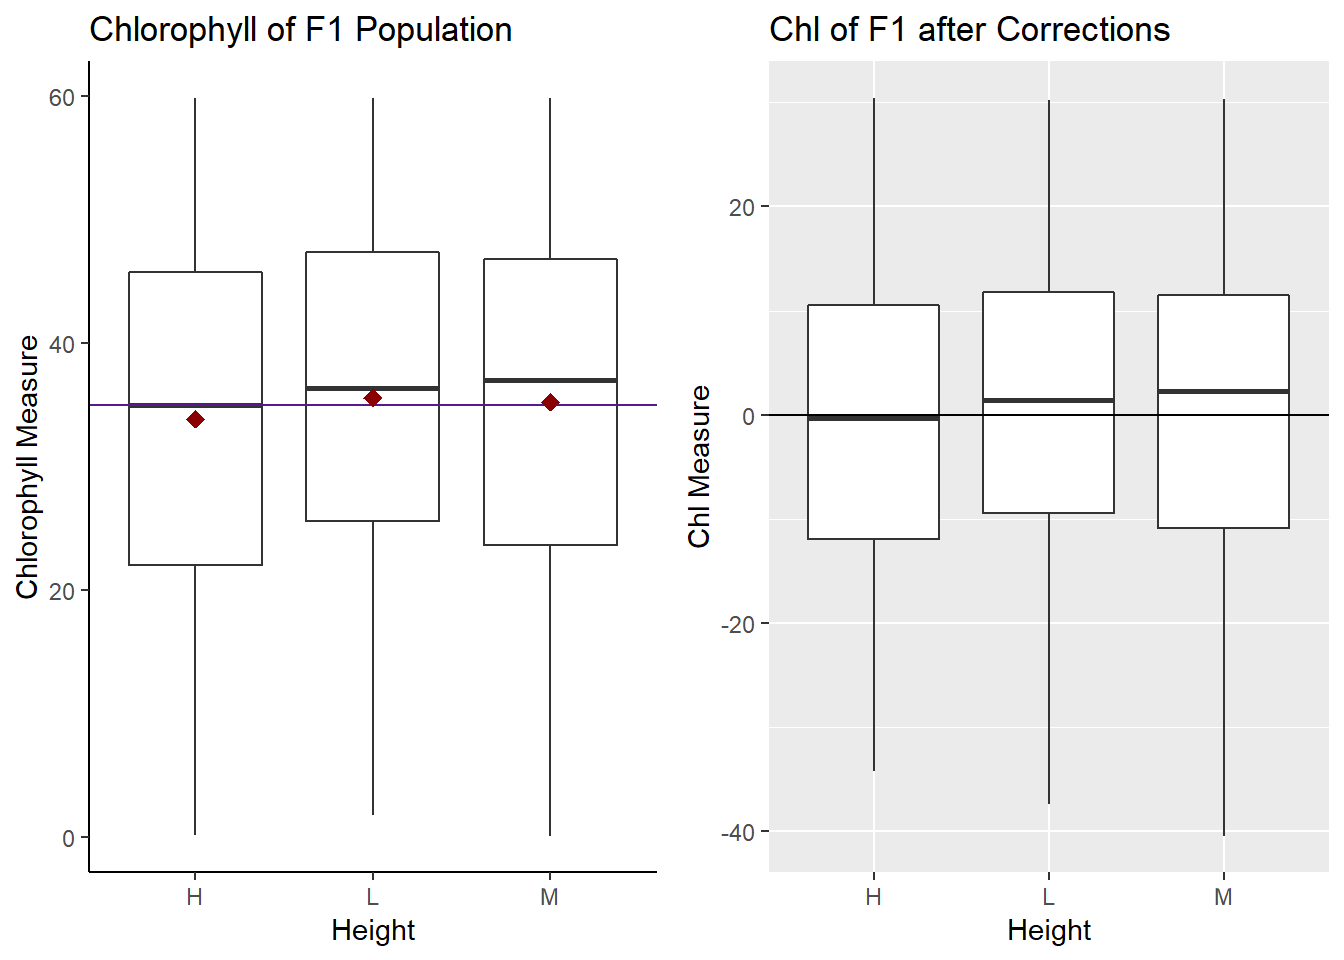 Chlorophyll of F1 Population
Chlorophyll Measure
60
40
20
0
H L M
Height
Chl of F1 after Corrections
Chl Measure
20
0
-20
-40
H L M
Height